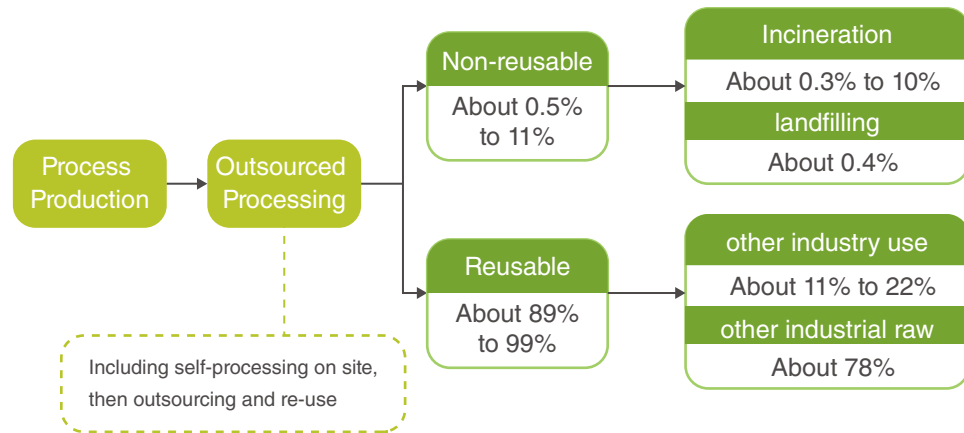 Process
Production
Outsourced
Processing
Including self-processing on site,
then outsourcing and re-use
Non-reusable
About 0.5%
to 11%
Incineration
About 0.3% to 10%
landfilling
About 0.4%
Reusable
About 89%
to 99%
other industry use
About 11% to 22%
other industrial raw
About 78%